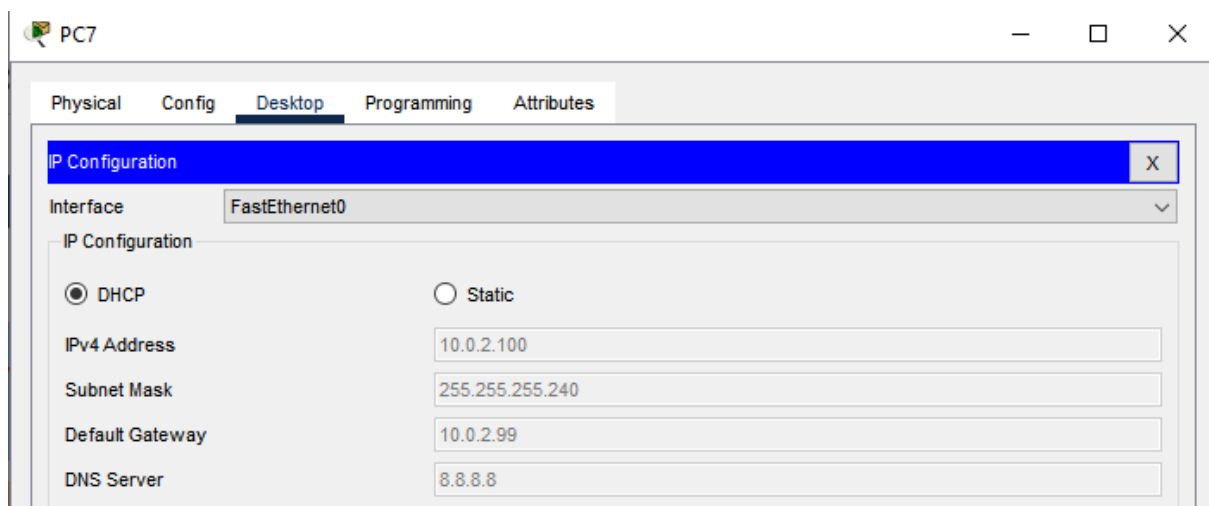 PC7
Physical Config Desktop Programming Attributes
IP Configuration X
Interface FastEthernet0
IP Configuration
DHCP Static
IPv4 Address 10.0.2.100
Subnet Mask 255.255.255.240
Default Gateway 10.0.2.99
DNS Server 8.8.8.8